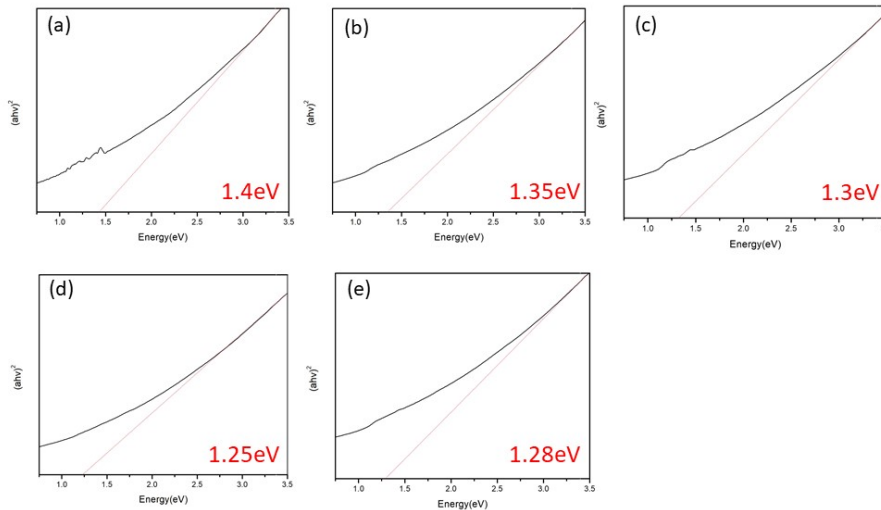 (a)
(ahv)²
1.4eV
1.0 1.5 2.0 2.5 3.0 3.5
Energy(eV)
(b)
(ahv)²
1.35eV
1.0 1.5 2.0 2.5 3.0 3.5
Energy(eV)
(c)
(ahv)²
1.3eV
1.0 1.5 2.0 2.5 3.0
Energy(eV)
(d)
(ahv)²
1.25eV
1.0 1.5 2.0 2.5 3.0 3.5
Energy(eV)
(e)
(ahv)²
1.28eV
1.0 1.5 2.0 2.5 3.0 3.5
Energy(eV)